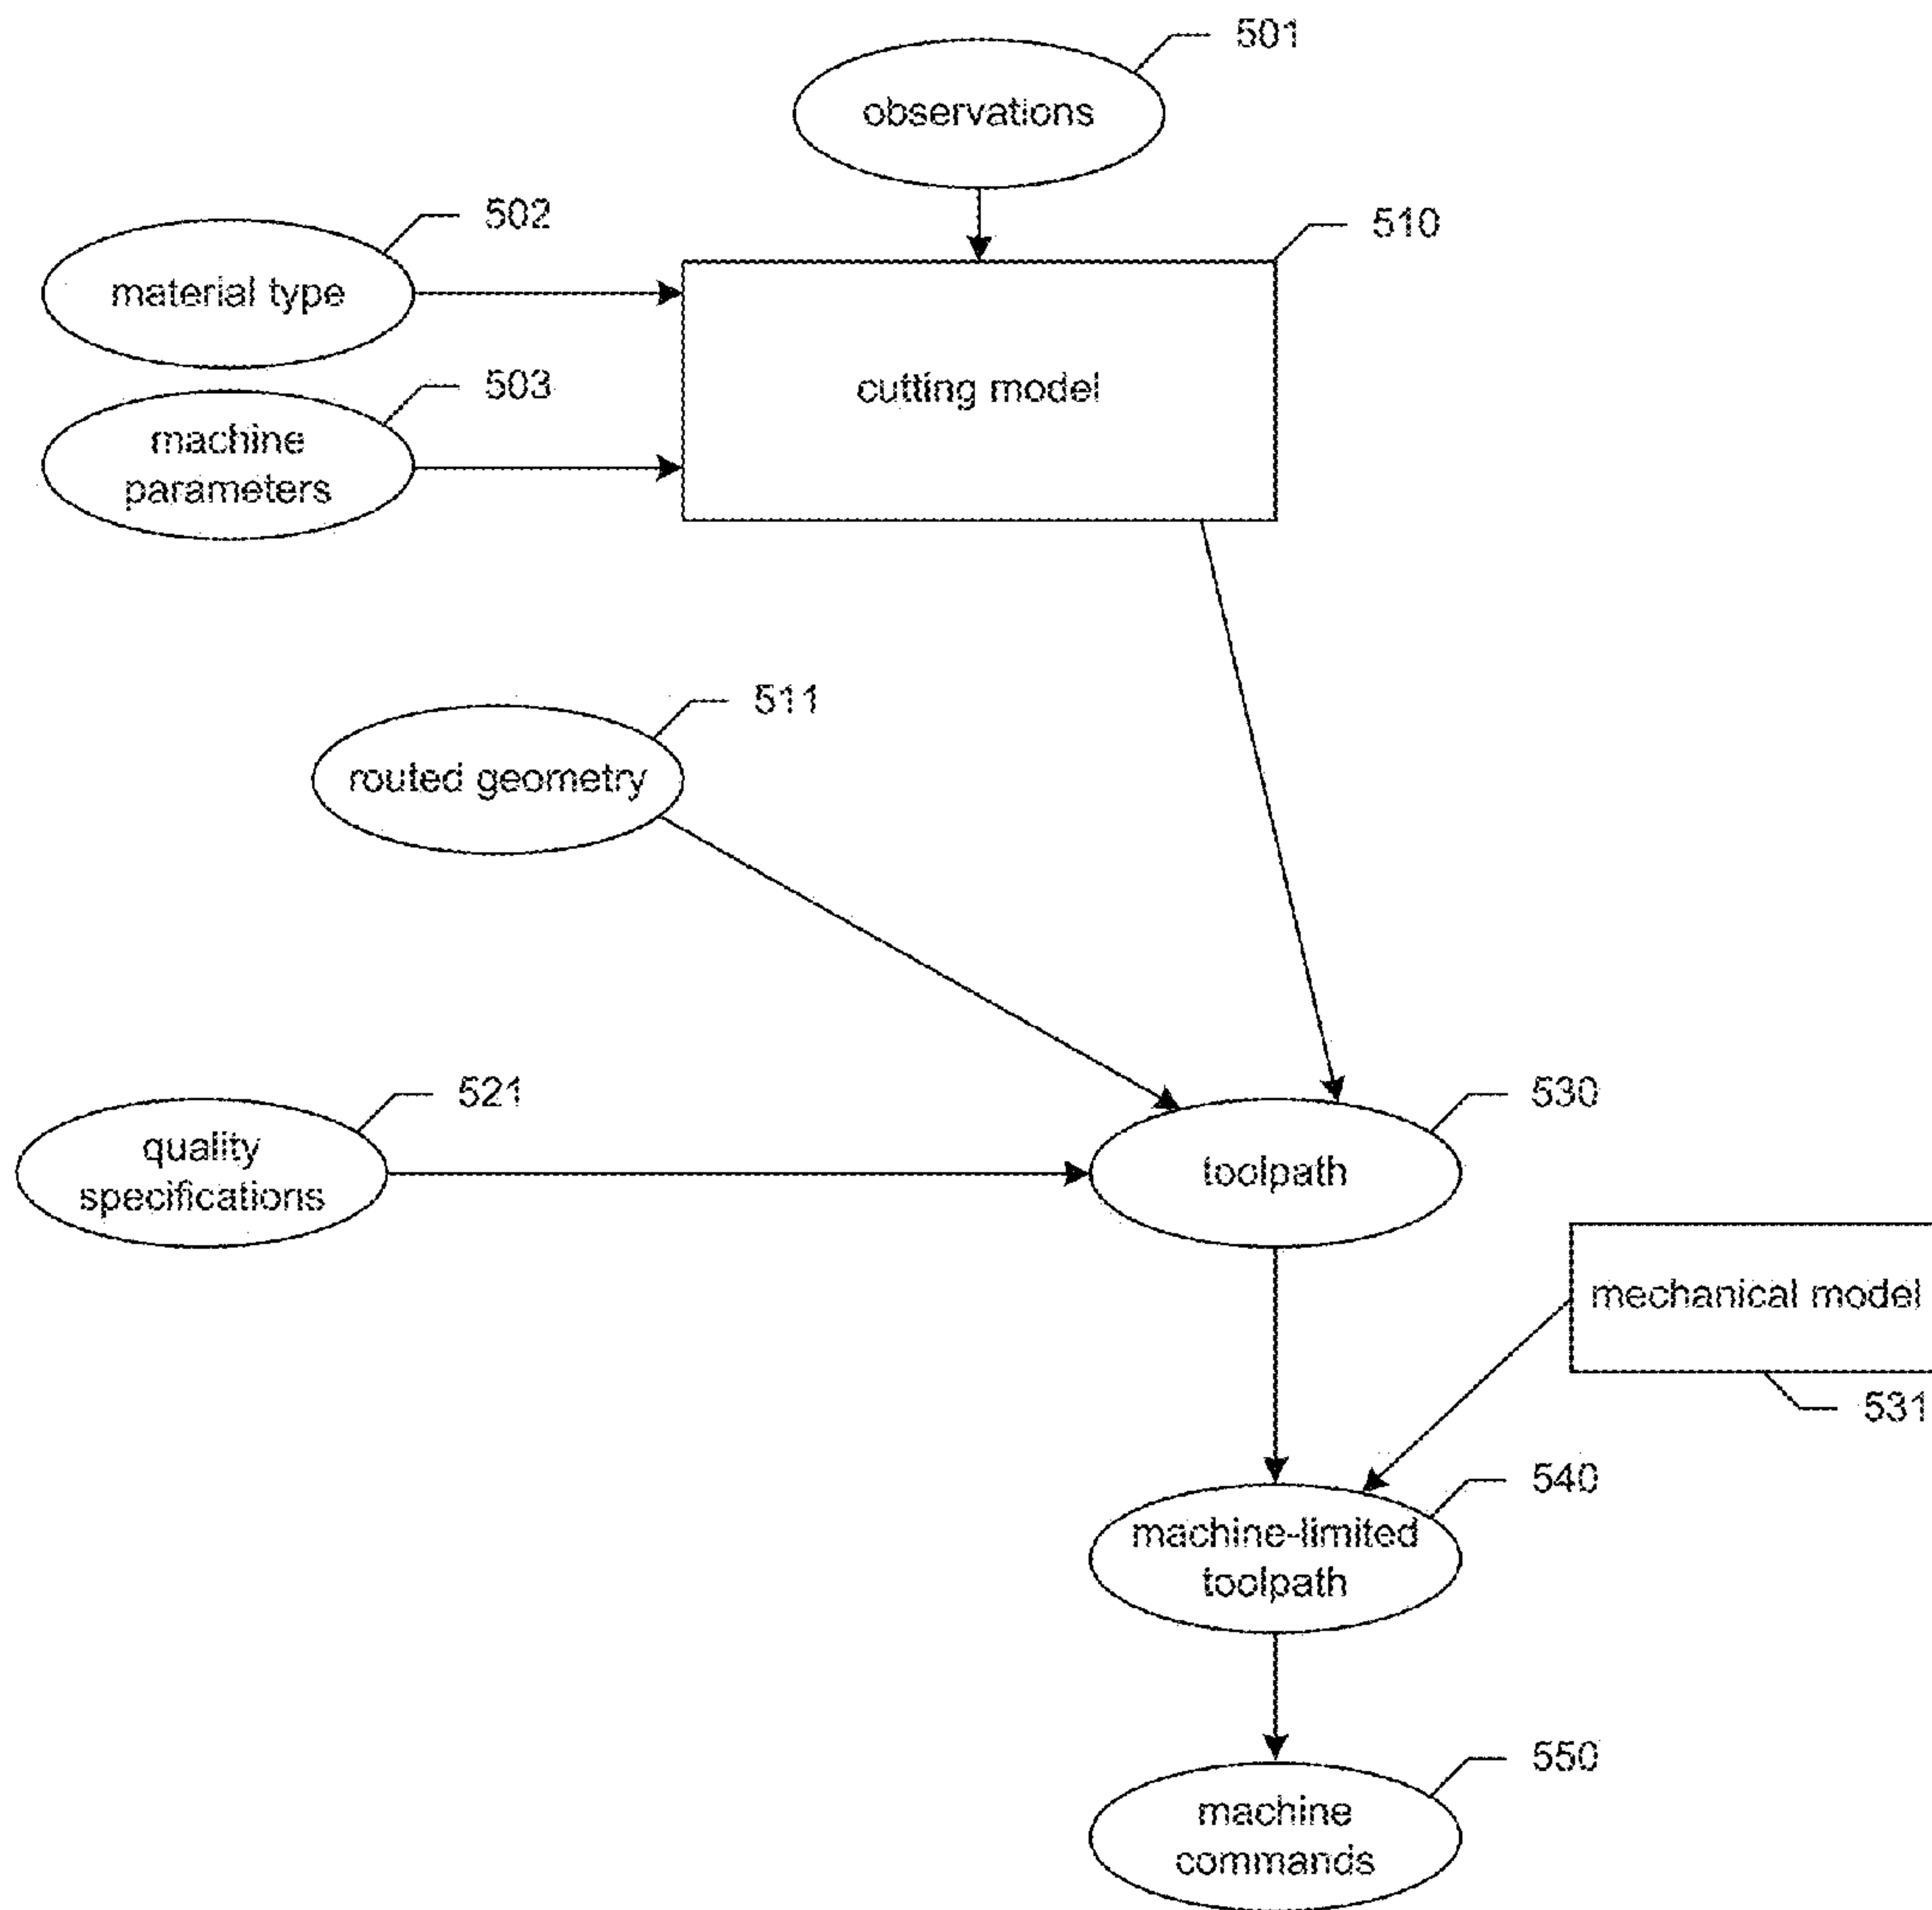 501
observations
502
material type
510
503
machine
parameters
cutting model
511
routed geometry
521
quality
specifications
530
toolpath
mechanical model
531
540
machine-limited
toolpath
550
machine
commands